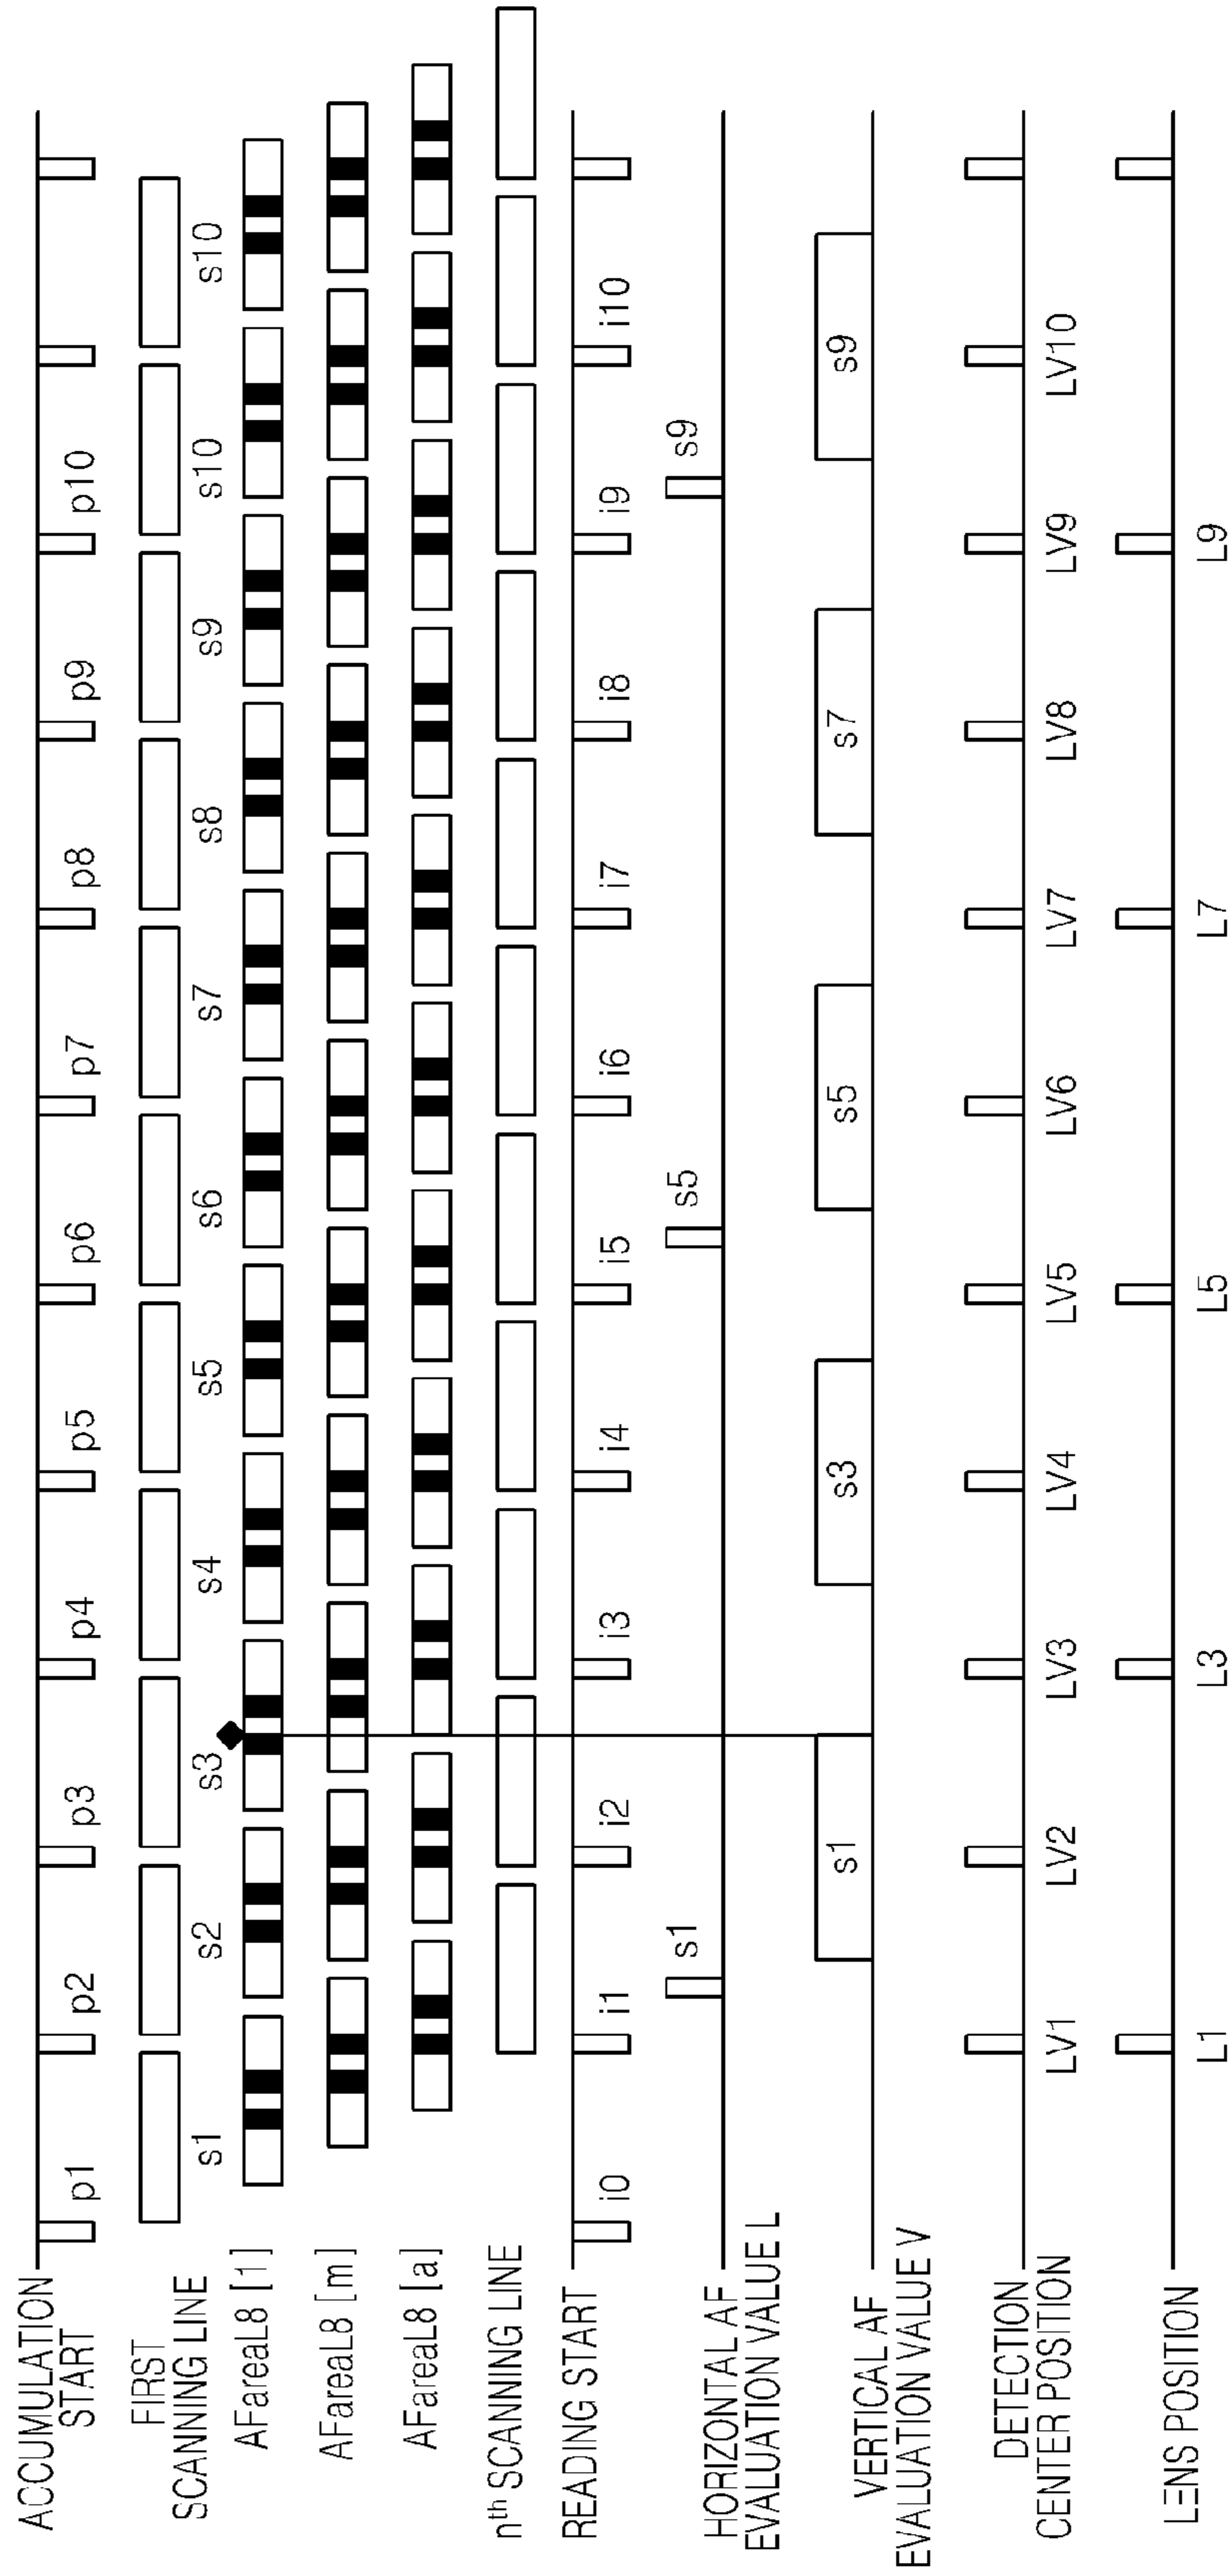 ACCUMULATION
START
p1 p2 p3 p4 p5 p6 p7 p8 p9 p10
FIRST
SCANNING LINE
s1 s2 s3 s4 s5 s6 s7 s8 s9 s10 s10
AFareaL8 [1]
AFareaL8 [m]
AFareaL8 [a]
nth SCANNING LINE
READING START
i0 i1 i2 i3 i4 i5 i6 i7 i8 i9 i10
HORIZONTAL AF
EVALUATION VALUE L
s1 s5 s9
VERTICAL AF
EVALUATION VALUE V
s1 s3 s5 s7 s9
DETECTION
CENTER POSITION
LV1 LV2 LV3 LV4 LV5 LV6 LV7 LV8 LV9 LV10
LENS POSITION
L1 L3 L5 L7 L9